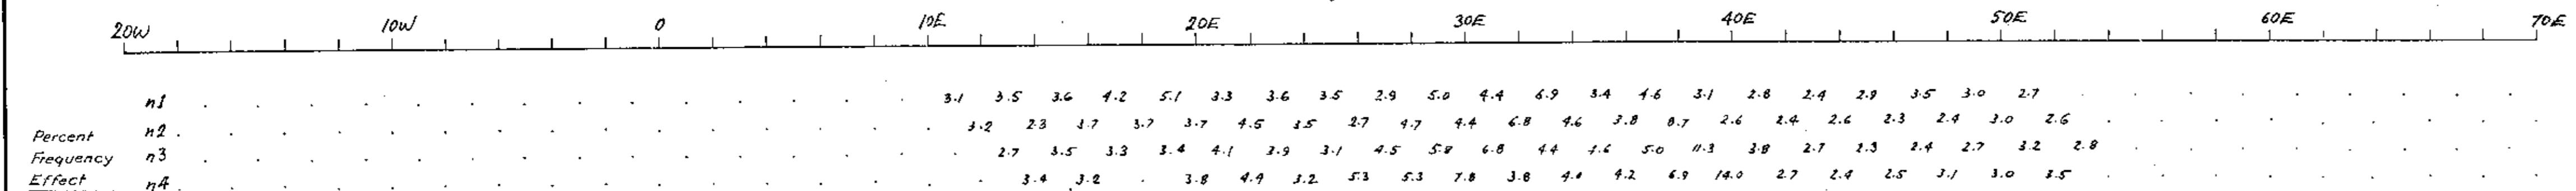 20W 10W 0 10E 20E 30E 40E 50E 60E 70E
n1 . . . . . . . . . . . . . . 3.1 3.5 3.6 4.2 5.1 3.3 3.6 3.5 2.9 5.0 4.4 6.9 3.4 4.6 3.1 2.8 2.4 2.9 3.5 3.0 2.7 . . . . . . . . .
Percent n2 . . . . . . . . . . . . . . . 3.2 2.3 3.7 3.7 3.7 4.5 3.5 2.7 4.7 4.4 6.8 4.6 3.8 8.7 2.6 2.4 2.6 2.3 2.4 3.0 2.6 . . . . . . . . .
Frequency n3 . . . . . . . . . . . . . . . 2.7 3.5 3.3 3.4 4.1 3.9 3.1 4.5 5.8 6.8 4.4 4.6 5.0 11.3 3.8 2.7 2.3 2.4 2.7 3.2 2.8 . . . . . . . . .
Effect n4 . . . . . . . . . . . . . . . . 3.4 3.2 . 3.8 4.4 3.2 5.3 5.3 7.8 3.8 4.0 4.2 6.9 14.0 2.7 2.4 2.5 3.1 3.0 3.5 . . . . . . . . .